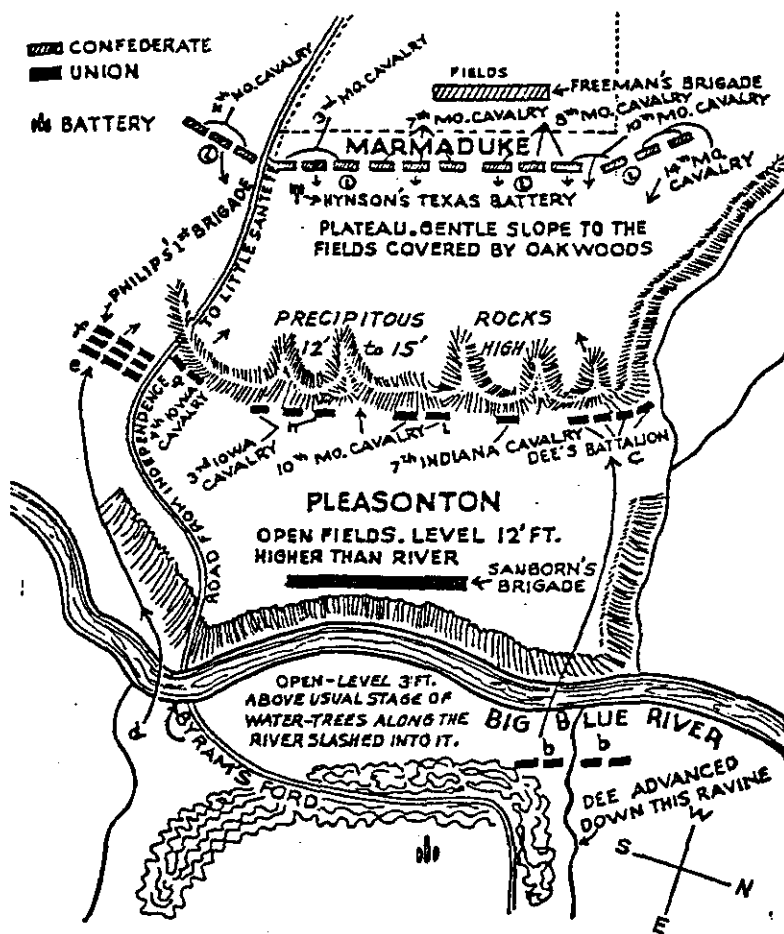 CONFEDERATE
UNION
BATTERY
MO. CAVALRY
3rd MO. CAVALRY
FIELDS
FREEMAN'S BRIGADE
7th MO. CAVALRY
8th MO. CAVALRY
10th MO. CAVALRY
MARMADUKE
14th MO.
CAVALRY
HYNSON'S TEXAS BATTERY
PLATEAU-GENTLE SLOPE TO THE
FIELDS COVERED BY OAKWOODS
PHILIPS' 1st BRIGADE
TO LITTLE SANTEFE
PRECIPITOUS ROCKS
12' to 15' HIGH
e
4th IOWA
CAVALRY
3rd IOWA
CAVALRY
10th MO. CAVALRY
7th INDIANA CAVALRY
DEE'S BATTALION
C
ROAD FROM INDEPENDENCE
PLEASONTON
OPEN FIELDS. LEVEL 12'FT.
HIGHER THAN RIVER
SANBORN'S
BRIGADE
OPEN-LEVEL 3 FT.
ABOVE USUAL STAGE OF
WATER-TREES ALONG THE
RIVER SLASHED INTO IT.
BIG BLUE RIVER
d
BYRAM'S FORD
b b
DEE ADVANCED
DOWN THIS RAVINE
W
S
N
E